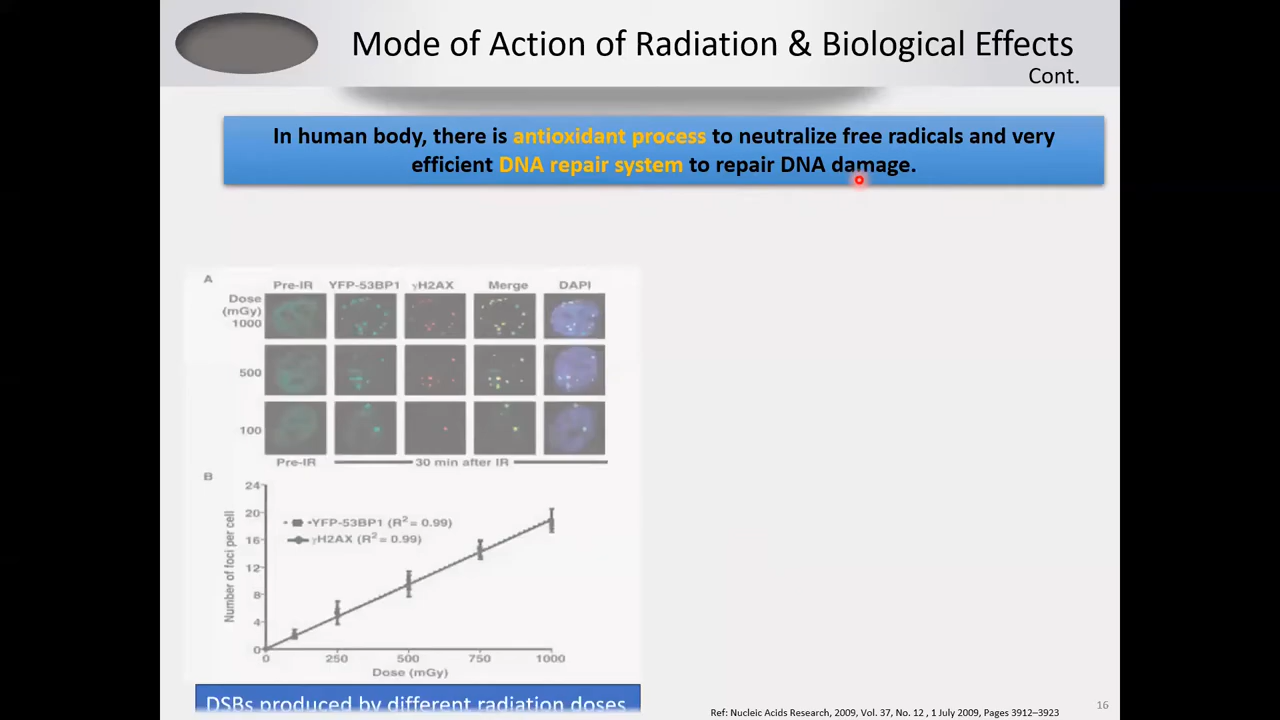 Mode of Action of Radiation & Biological Effects
Cont.
In human body, there is antioxidant process to neutralize free radicals and very
efficient DNA repair system to repair DNA damage.
A
Pre-IR YFP-53BP1 γH2AX Merge DAPI
Dose
(mGy)
1000
500
100
Pre-IR 30 min after IR
B
24
20
16
12
8
4
0
Number of foci per cell
YFP-53BP1 (R² = 0.99)
γH2AX (R² = 0.99)
0 250 500 750 1000
Dose (mGy)
DSBs produced by different radiation doses
16
Ref: Nucleic Acids Research, 2009, Vol. 37, No. 12 , 1 July 2009, Pages 3912–3923